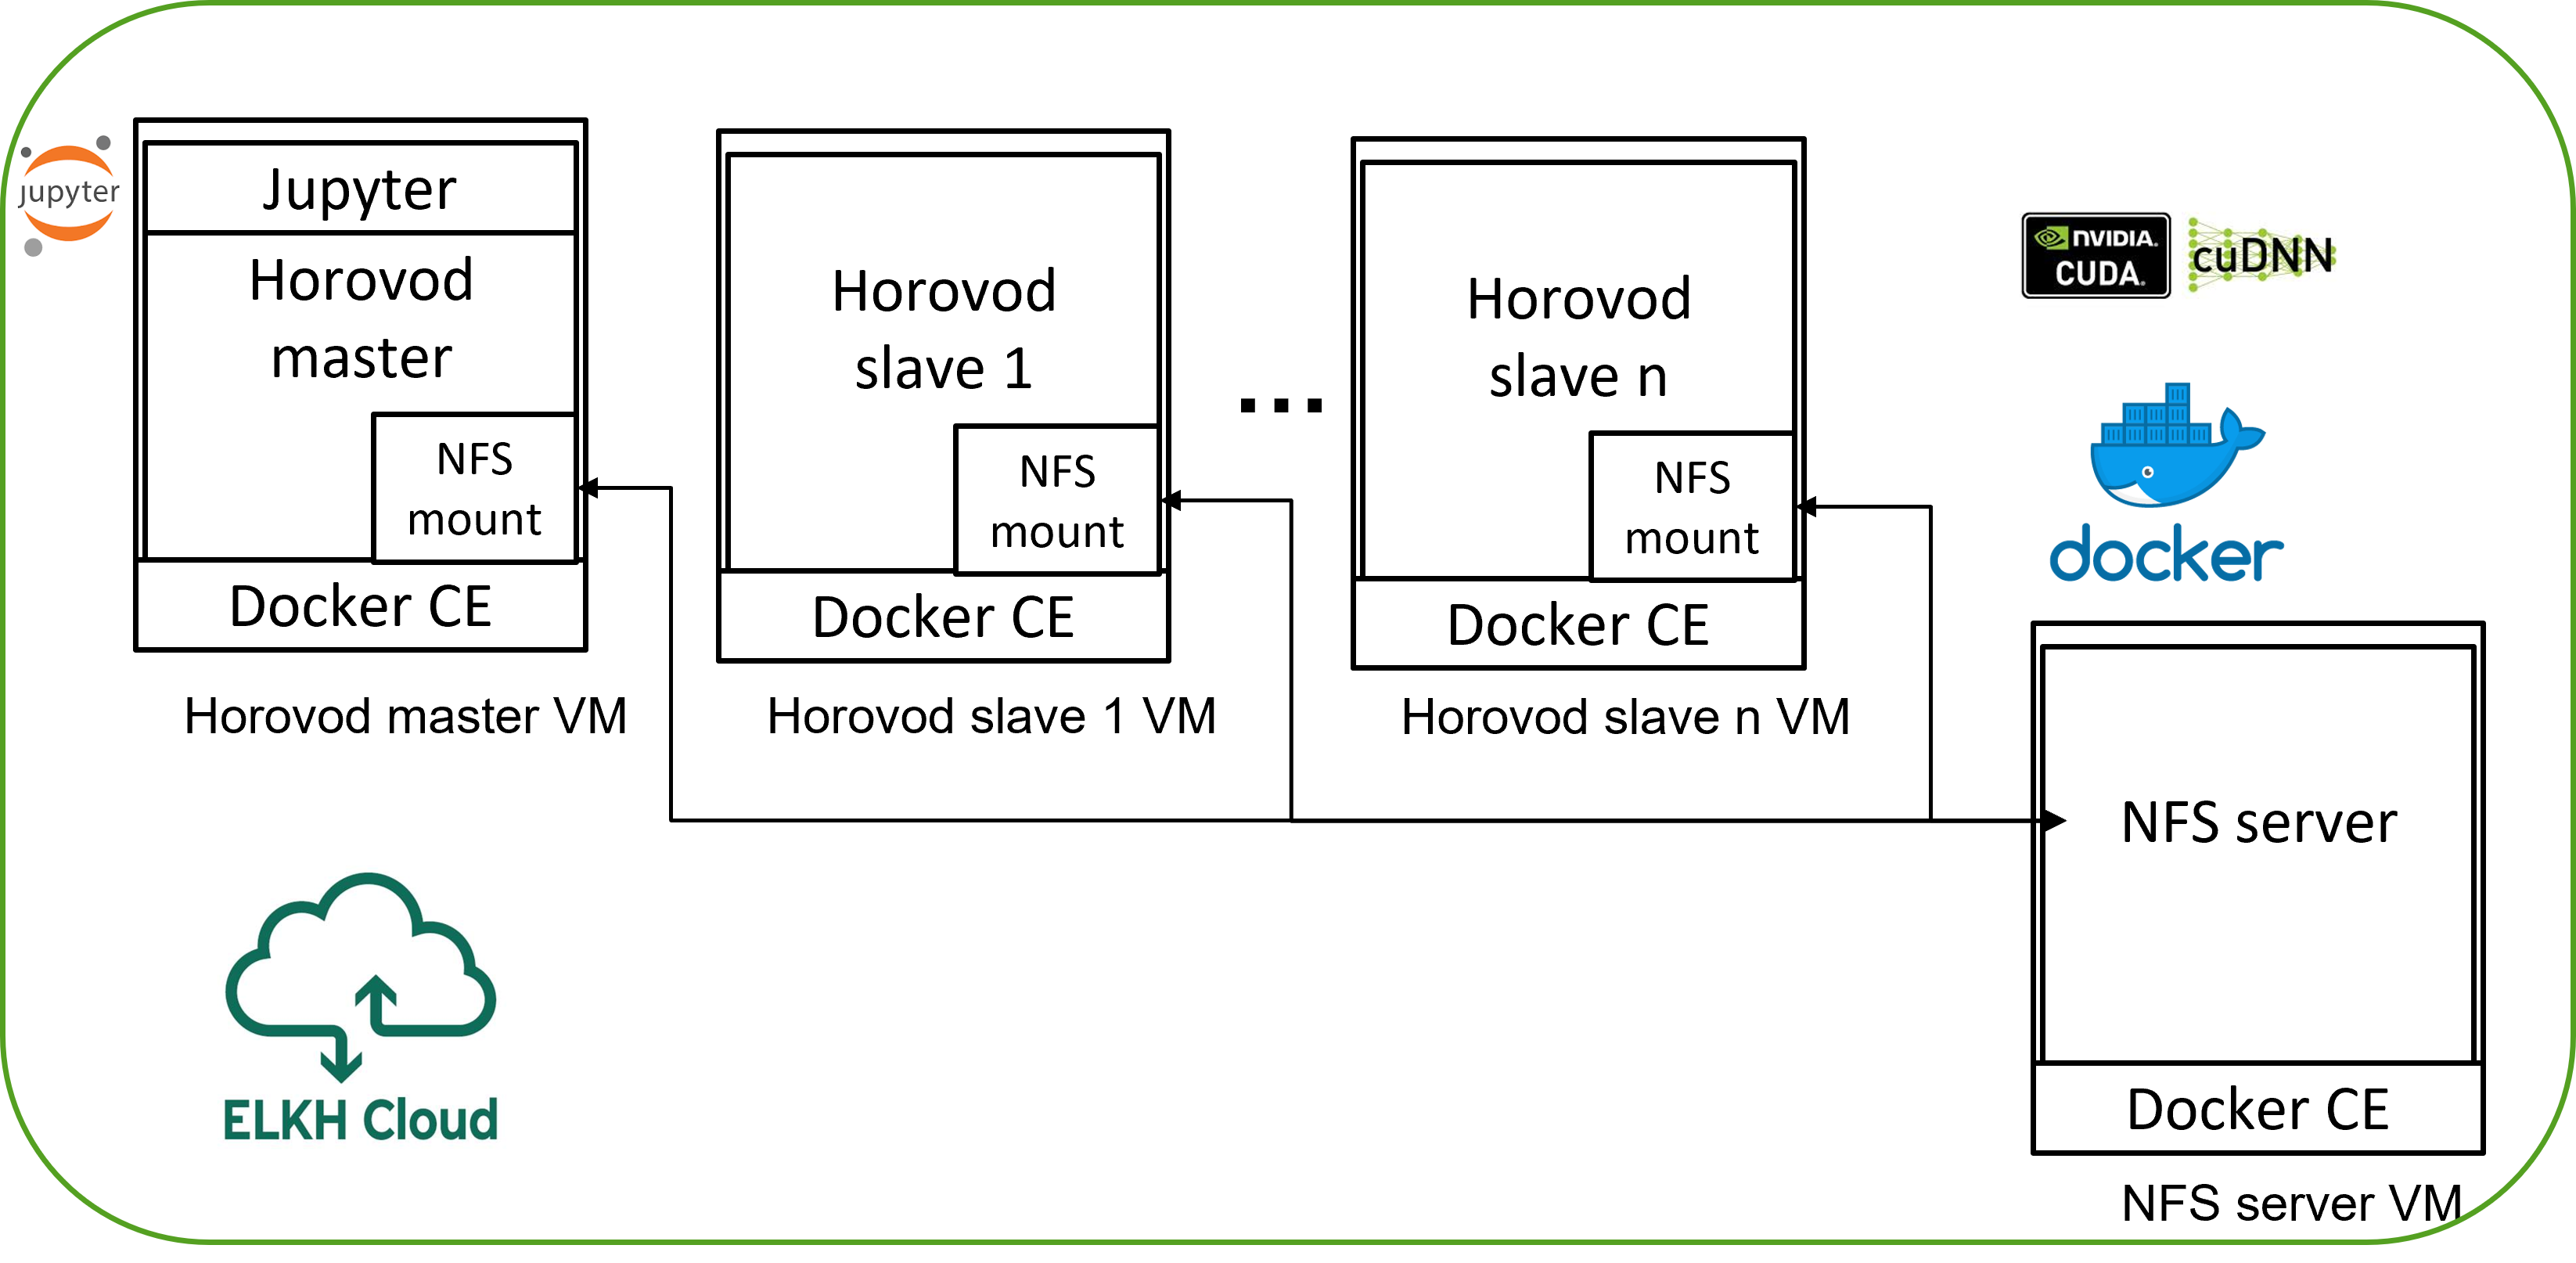 jupyter
Jupyter
Horovod
master
NFS
mount
Docker CE
Horovod master VM
Horovod
slave 1
NFS
mount
Docker CE
Horovod slave 1 VM
...
Horovod
slave n
NFS
mount
Docker CE
Horovod slave n VM
NVIDIA.
CUDA.
cuDNN
docker
NFS server
Docker CE
NFS server VM
ELKH Cloud